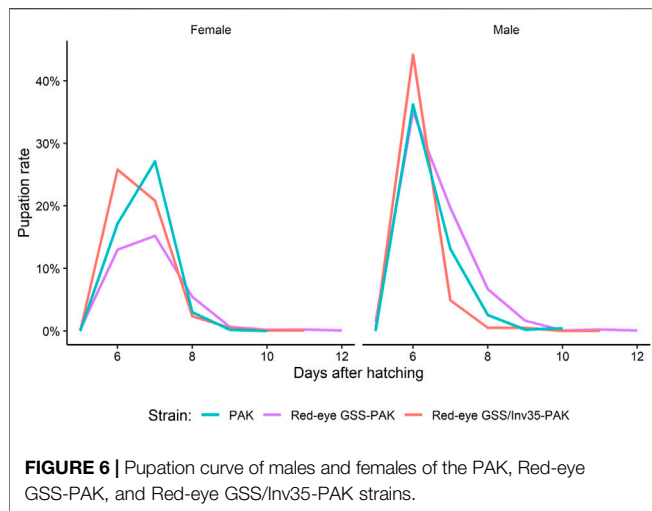 Female Male
40%
30%
20%
10%
0%
Pupation rate
6 8 10 12 6 8 10 12
Days after hatching
Strain: PAK Red-eye GSS-PAK Red-eye GSS/Inv35-PAK
FIGURE 6 | Pupation curve of males and females of the PAK, Red-eye
GSS-PAK, and Red-eye GSS/Inv35-PAK strains.